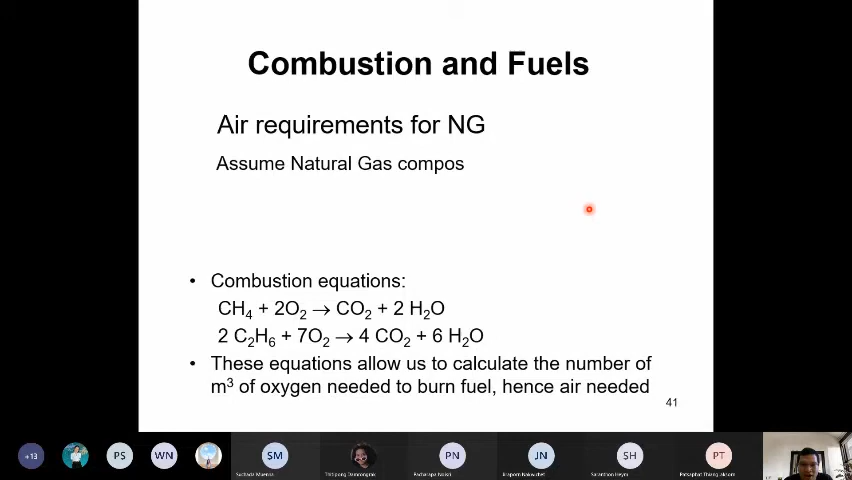 Combustion and Fuels
Air requirements for NG
Assume Natural Gas compos
• Combustion equations:
CH₄ + 2O₂ → CO₂ + 2 H₂O
2 C₂H₆ + 7O₂ → 4 CO₂ + 6 H₂O
• These equations allow us to calculate the number of
m³ of oxygen needed to burn fuel, hence air needed
41
+13 PS WN SM PN JN SH PT
Suchada Muensa